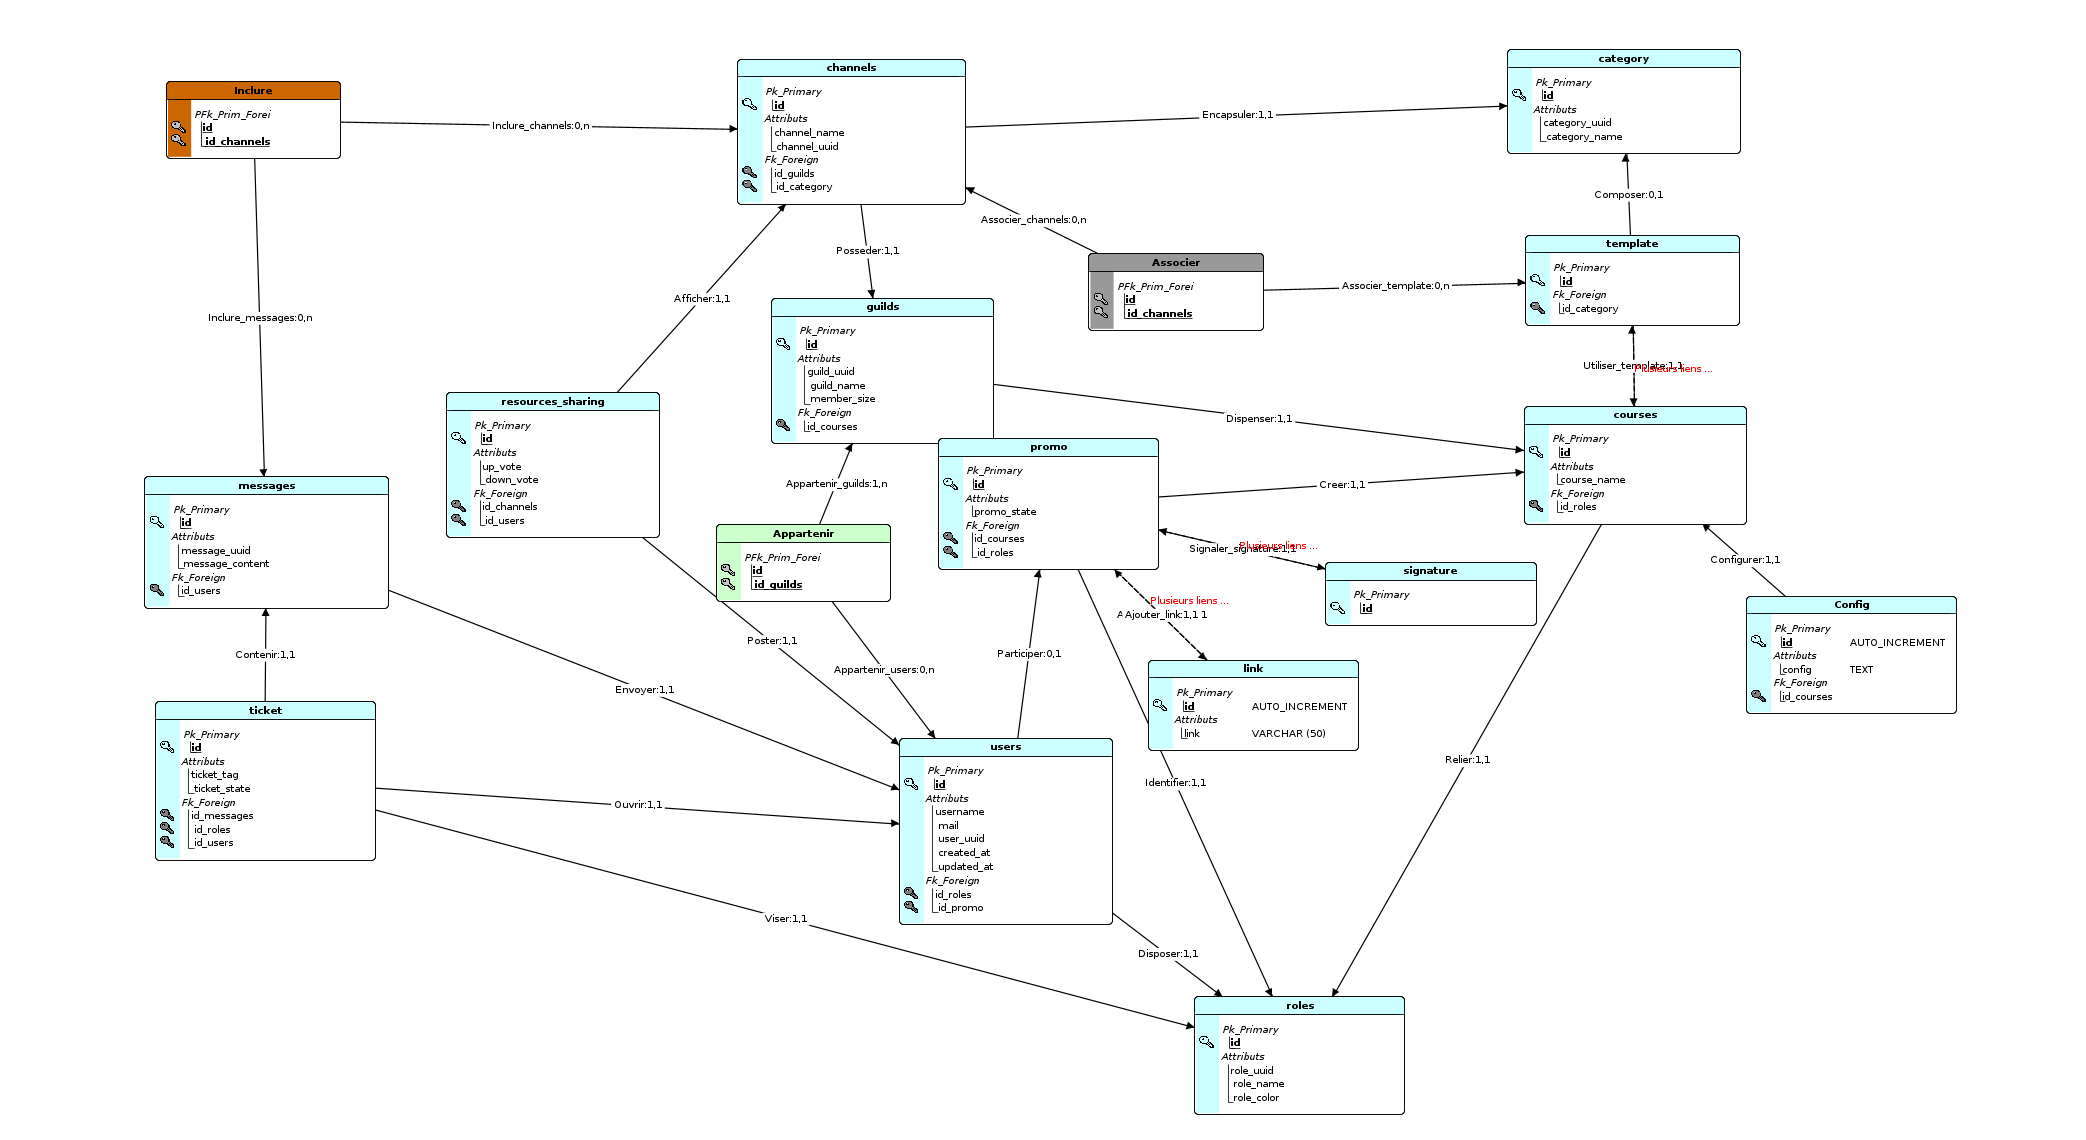 Inclure
PFk_Prim_Forei
id
id_channels
Inclure_channels:0,n
Inclure_messages:0,n
channels
Pk_Primary
id
Attributs
channel_name
channel_uuid
Fk_Foreign
id_guilds
id_category
Encapsuler:1,1
category
Pk_Primary
id
Attributs
category_uuid
category_name
Composer:0,1
Associer_channels:0,n
Posseder:1,1
Afficher:1,1
Associer
PFk_Prim_Forei
id
id_channels
Associer_template:0,n
template
Pk_Primary
id
Fk_Foreign
id_category
Utiliser_template:1,1
Plusieurs liens ...
guilds
Pk_Primary
id
Attributs
guild_uuid
guild_name
member_size
Fk_Foreign
id_courses
Dispenser:1,1
resources_sharing
Pk_Primary
id
Attributs
up_vote
down_vote
Fk_Foreign
id_channels
id_users
courses
Pk_Primary
id
Attributs
course_name
Fk_Foreign
id_roles
promo
Pk_Primary
id
Attributs
promo_state
Fk_Foreign
id_courses
id_roles
Creer:1,1
Appartenir_guilds:1,n
messages
Pk_Primary
id
Attributs
message_uuid
message_content
Fk_Foreign
id_users
Appartenir
PFk_Prim_Forei
id
id_guilds
Signaler_signature:1,1
Plusieurs liens ...
signature
Pk_Primary
id
Configurer:1,1
Config
Pk_Primary
id AUTO_INCREMENT
Attributs
config TEXT
Fk_Foreign
id_courses
Plusieurs liens ...
Ajouter_link:1,1
link
Pk_Primary
id AUTO_INCREMENT
Attributs
link VARCHAR (50)
Contenir:1,1
Poster:1,1
Participer:0,1
Appartenir_users:0,n
Envoyer:1,1
ticket
Pk_Primary
id
Attributs
ticket_tag
ticket_state
Fk_Foreign
id_messages
id_roles
id_users
Ouvrir:1,1
users
Pk_Primary
id
Attributs
username
mail
user_uuid
created_at
updated_at
Fk_Foreign
id_roles
id_promo
Identifier:1,1
Relier:1,1
Viser:1,1
Disposer:1,1
roles
Pk_Primary
id
Attributs
role_uuid
role_name
role_color